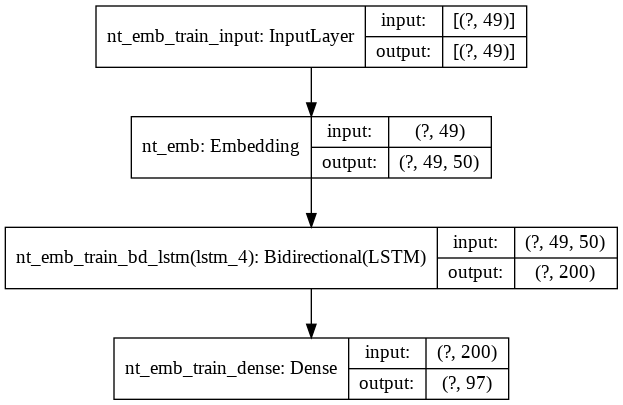 nt_emb_train_input: InputLayer
input: [(?, 49)]
output: [(?, 49)]
nt_emb: Embedding
input: (?, 49)
output: (?, 49, 50)
nt_emb_train_bd_lstm(lstm_4): Bidirectional(LSTM)
input: (?, 49, 50)
output: (?, 200)
nt_emb_train_dense: Dense
input: (?, 200)
output: (?, 97)